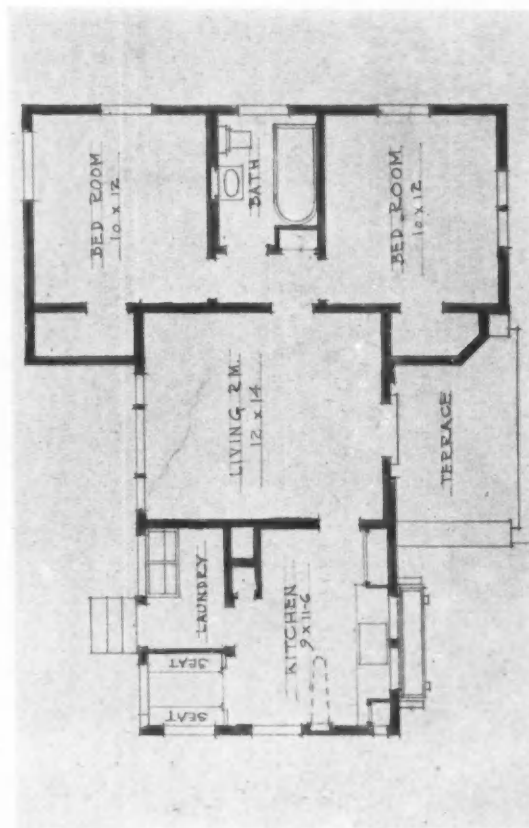 BED ROOM
10 x 12
BATH
BED ROOM
10 x 12
LIVING RM.
12 x 14
TERRACE
LAUNDRY
KITCHEN
9 x 11-6
SEAT
SEAT